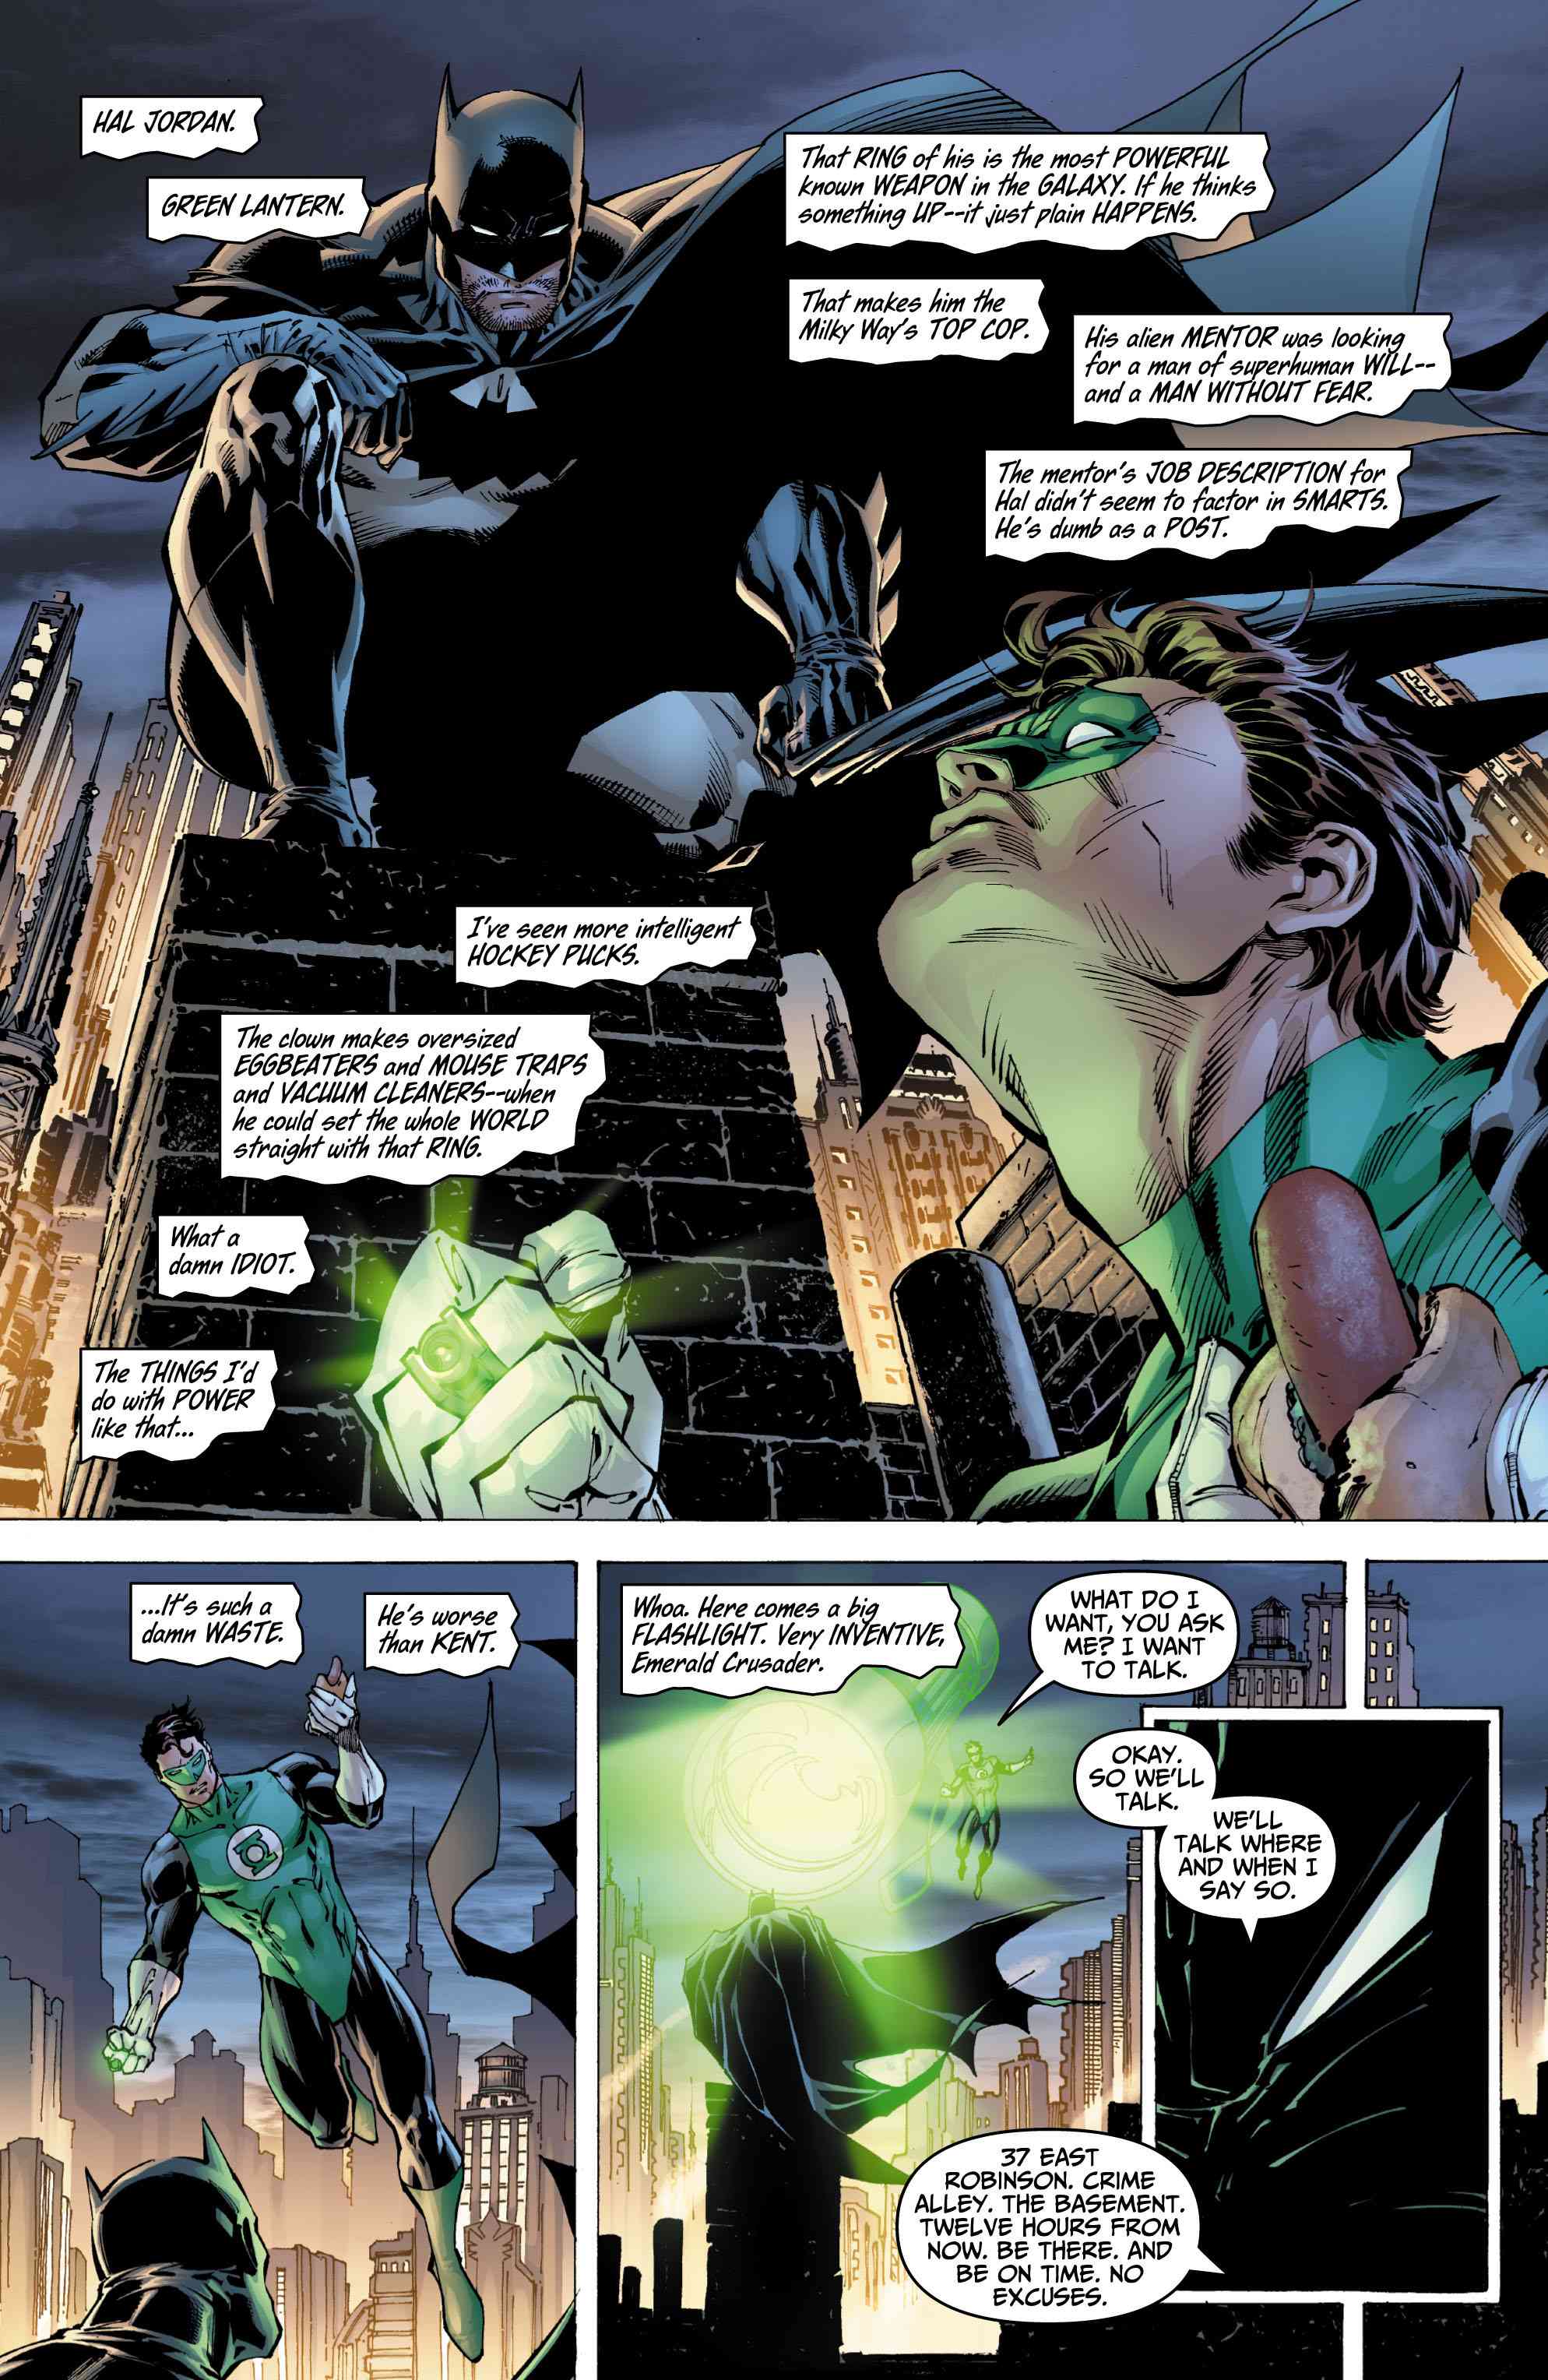 HAL JORDAN.
GREEN LANTERN.
That RING of his is the most POWERFUL
known WEAPON in the GALAXY. If he thinks
something UP--it just plain HAPPENS.
That makes him the
Milky Way's TOP COP.
His alien MENTOR was looking
for a man of superhuman WILL--
and a MAN WITHOUT FEAR.
The mentor's JOB DESCRIPTION for
Hal didn't seem to factor in SMARTS.
He's dumb as a POST.
I've seen more intelligent
HOCKEY PUCKS.
The clown makes oversized
EGGBEATERS and MOUSE TRAPS
and VACUUM CLEANERS--when
he could set the whole WORLD
straight with that RING.
What a
damn IDIOT.
The THINGS I'd
do with POWER
like that...
...It's such a
damn WASTE.
He's worse
than KENT.
Whoa. Here comes a big
FLASHLIGHT. Very INVENTIVE,
Emerald Crusader.
WHAT DO I
WANT, YOU ASK
ME? I WANT
TO TALK.
OKAY.
SO WE'LL
TALK.
WE'LL
TALK WHERE
AND WHEN I
SAY SO.
37 EAST
ROBINSON. CRIME
ALLEY. THE BASEMENT.
TWELVE HOURS FROM
NOW. BE THERE. AND
BE ON TIME. NO
EXCUSES.